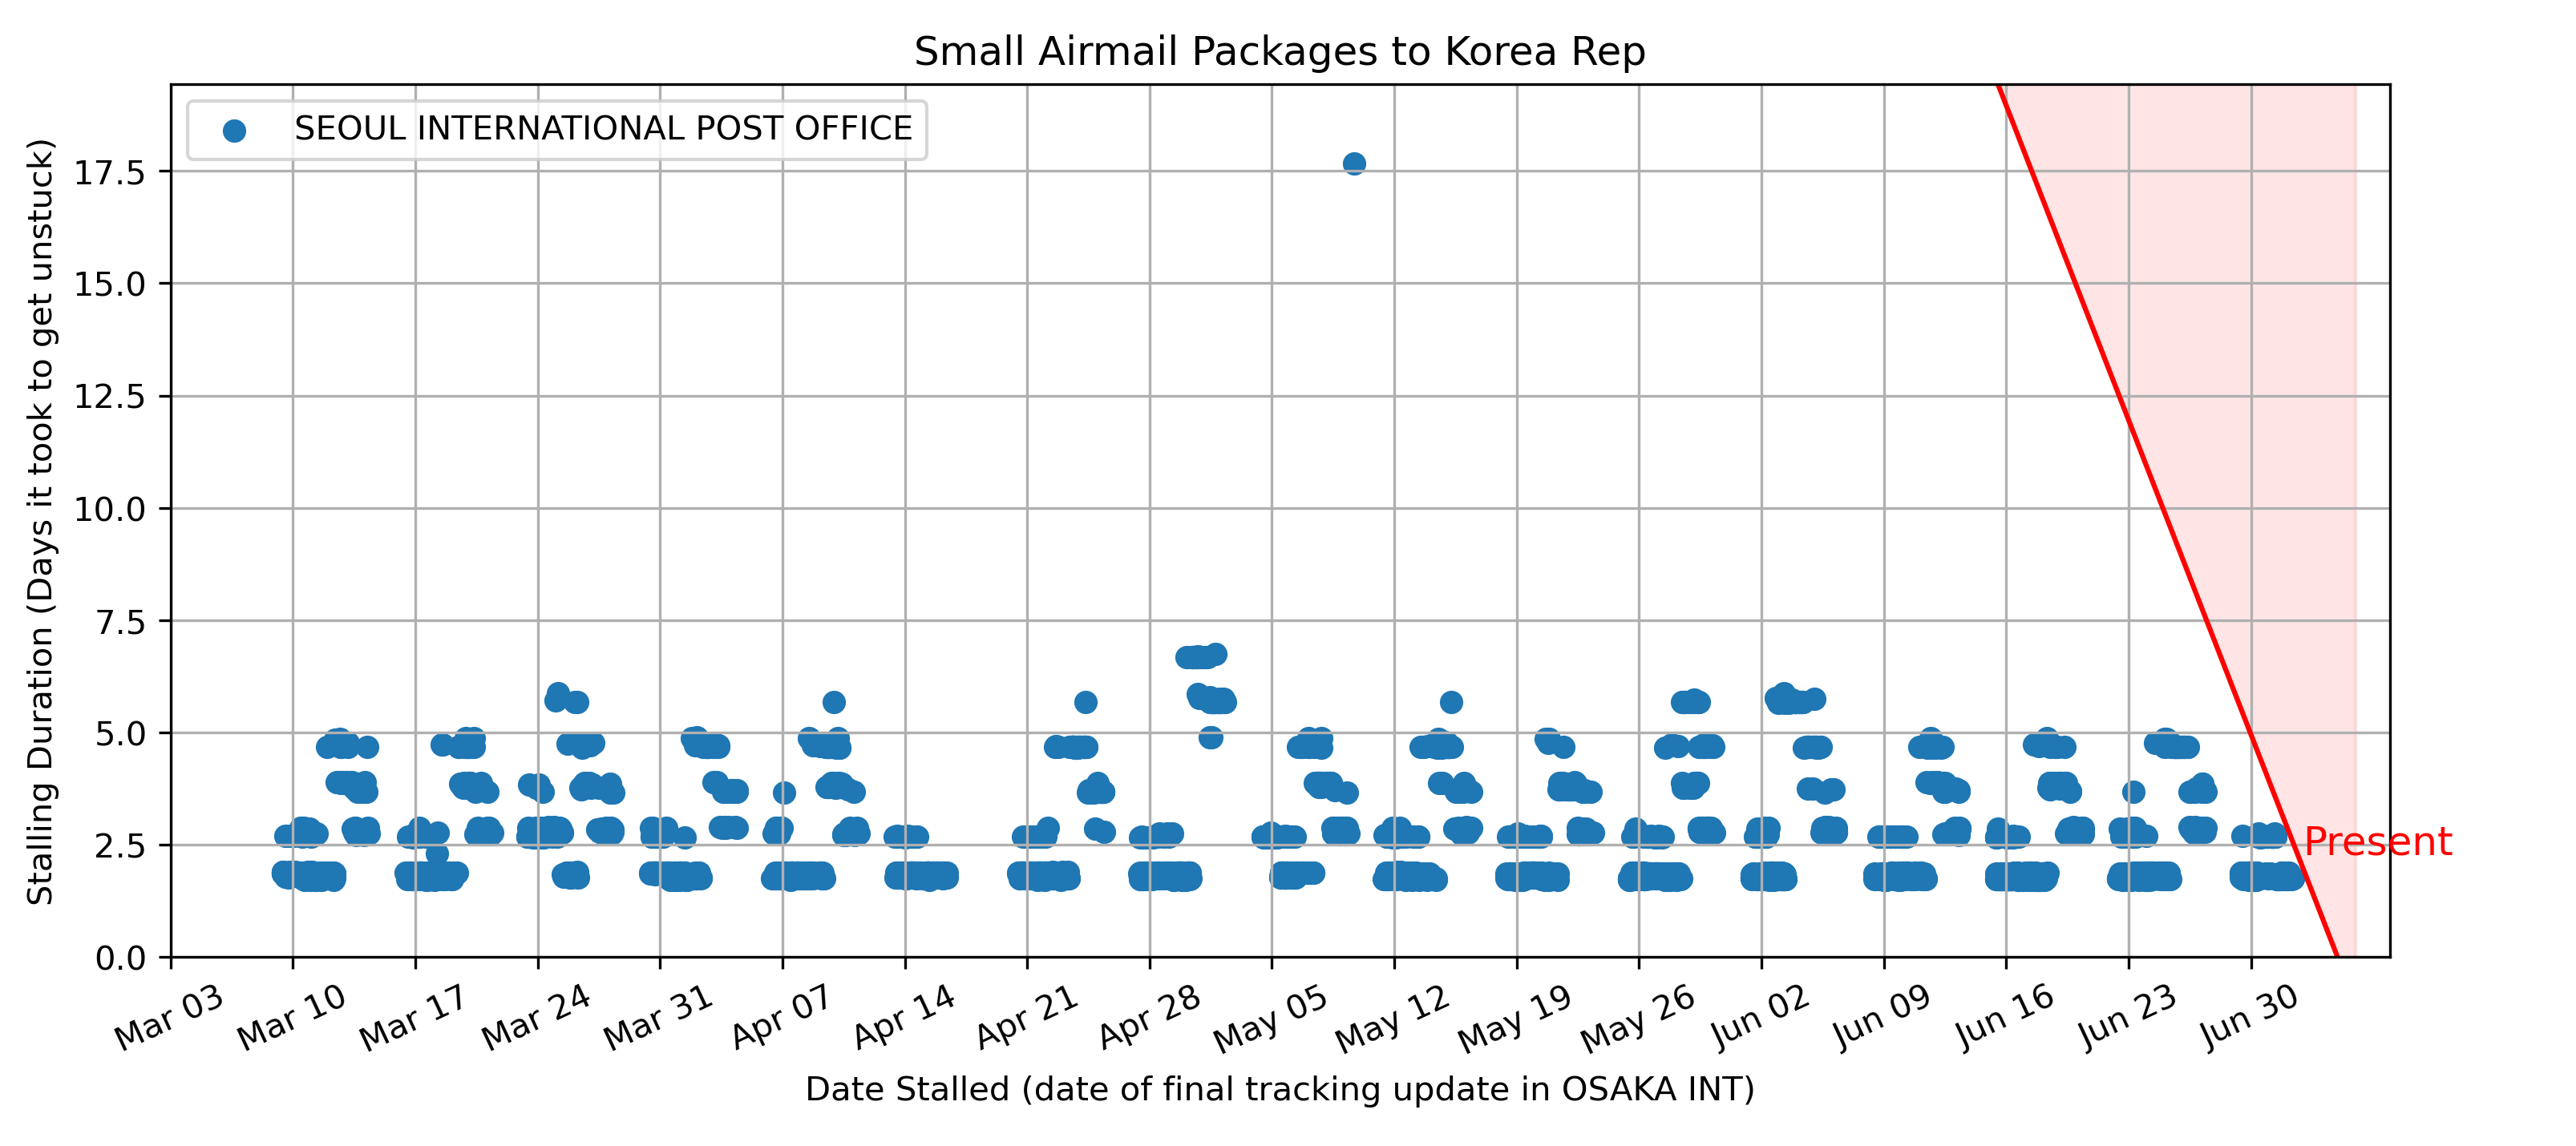 Small Airmail Packages to Korea Rep
SEOUL INTERNATIONAL POST OFFICE
Stalling Duration (Days it took to get unstuck)
17.5
15.0
12.5
10.0
7.5
5.0
2.5
0.0
Present
Mar 03
Mar 10
Mar 17
Mar 24
Mar 31
Apr 07
Apr 14
Apr 21
Apr 28
May 05
May 12
May 19
May 26
Jun 02
Jun 09
Jun 16
Jun 23
Jun 30
Date Stalled (date of final tracking update in OSAKA INT)